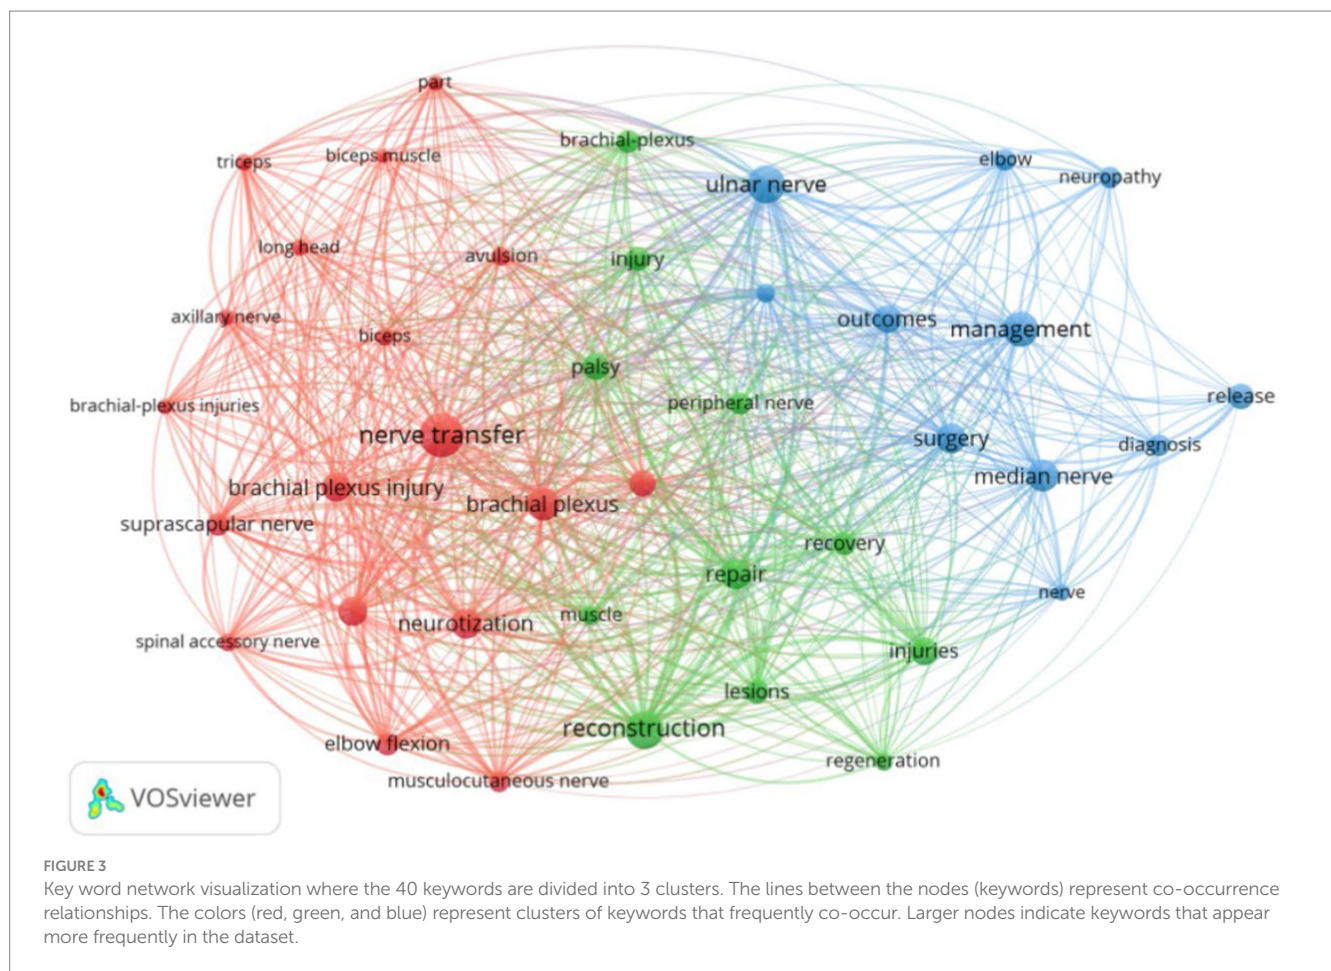 part
brachial-plexus
triceps
biceps muscle
elbow
neuropathy
ulnar nerve
long head
avulsion
injury
axillary nerve
biceps
outcomes
management
palsy
peripheral nerve
release
brachial-plexus injuries
nerve transfer
surgery
diagnosis
median nerve
brachial plexus injury
brachial plexus
suprascapular nerve
recovery
repair
nerve
muscle
neurotization
spinal accessory nerve
injuries
lesions
reconstruction
elbow flexion
regeneration
musculocutaneous nerve
VOSviewer
FIGURE 3
Key word network visualization where the 40 keywords are divided into 3 clusters. The lines between the nodes (keywords) represent co-occurrence
relationships. The colors (red, green, and blue) represent clusters of keywords that frequently co-occur. Larger nodes indicate keywords that appear
more frequently in the dataset.